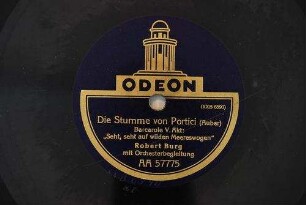 ODEON
Die Stumme von Portici (Auber)
Barcarole V. Akt:
"Seht, seht auf wilden Meereswogen"
Robert Burg
mit Orchesterbegleitung
AA 57775